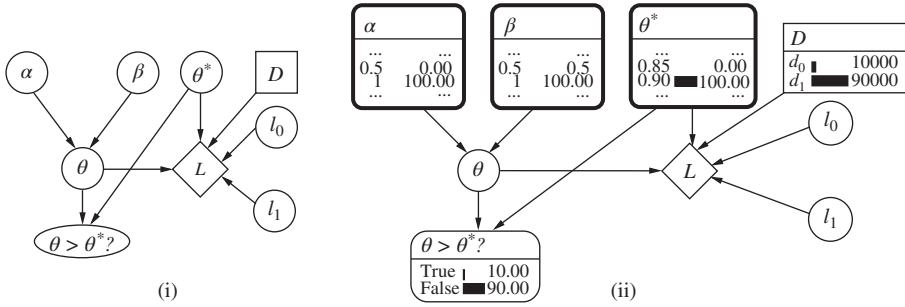 α
β
θ*
D
l0
θ
L
l1
θ > θ*?
(i)
α
... ...
0.5 0.00
1 100.00
... ...
β
... ...
0.5 0.5
1 100.00
... ...
θ*
... ...
0.85 0.00
0.90 100.00
... ...
D
d0 10000
d1 90000
l0
θ
L
l1
θ > θ*?
True 10.00
False 90.00
(ii)